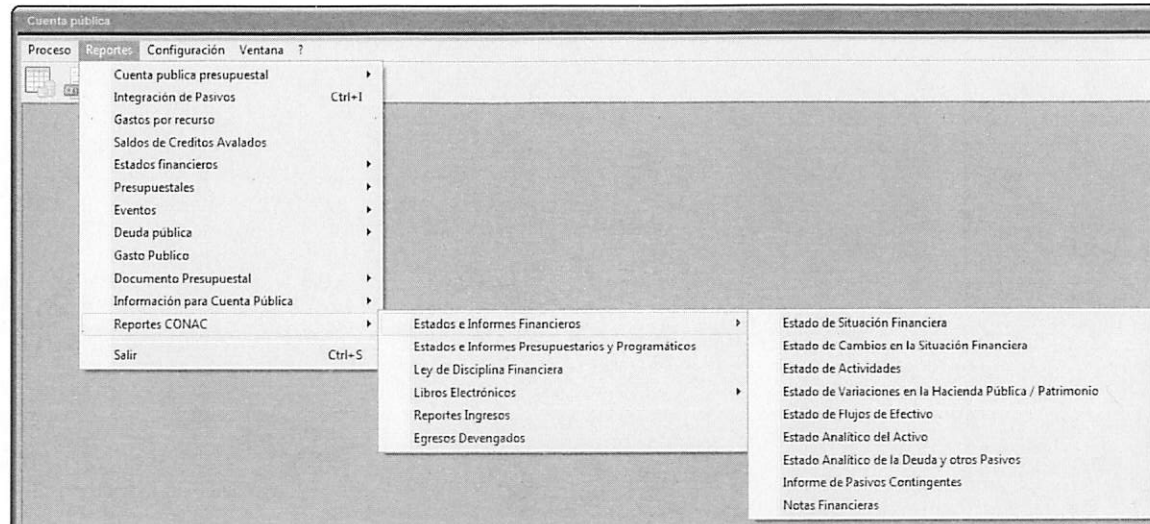 Cuenta pública
Proceso Reportes Configuración Ventana ?
Cuenta publica presupuestal
Integración de Pasivos Ctrl+I
Gastos por recurso
Saldos de Creditos Avalados
Estados financieros
Presupuestales
Eventos
Deuda pública
Gasto Publico
Documento Presupuestal
Información para Cuenta Pública
Reportes CONAC
Salir Ctrl+S
Estados e Informes Financieros
Estados e Informes Presupuestarios y Programáticos
Ley de Disciplina Financiera
Libros Electrónicos
Reportes Ingresos
Egresos Devengados
Estado de Situación Financiera
Estado de Cambios en la Situación Financiera
Estado de Actividades
Estado de Variaciones en la Hacienda Pública / Patrimonio
Estado de Flujos de Efectivo
Estado Analítico del Activo
Estado Analítico de la Deuda y otros Pasivos
Informe de Pasivos Contingentes
Notas Financieras